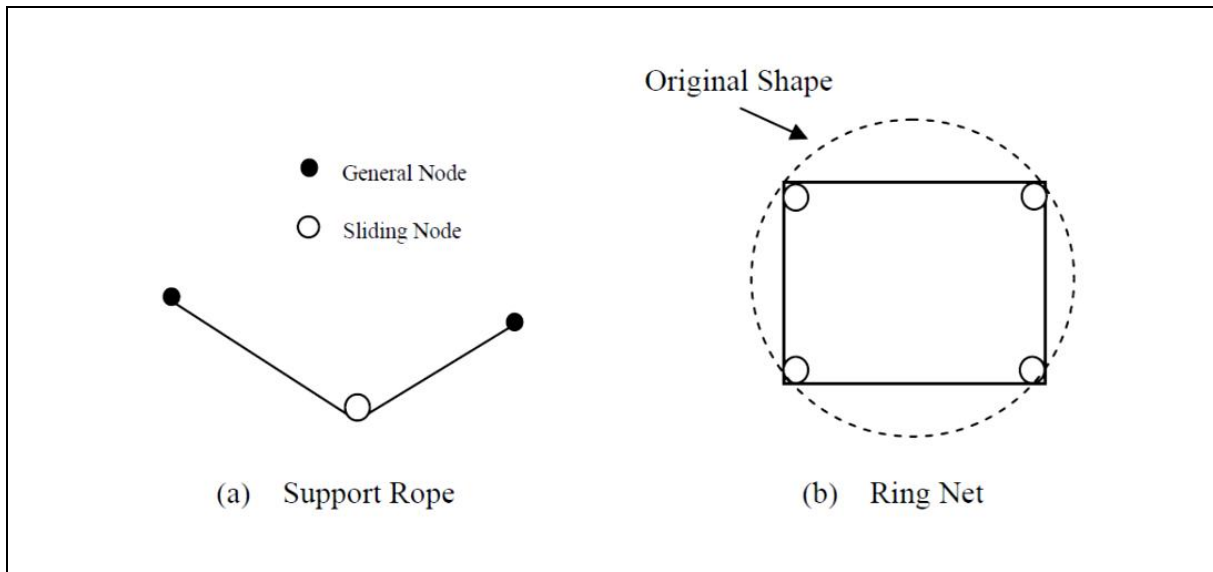 Original Shape
General Node
Sliding Node
(a) Support Rope
(b) Ring Net